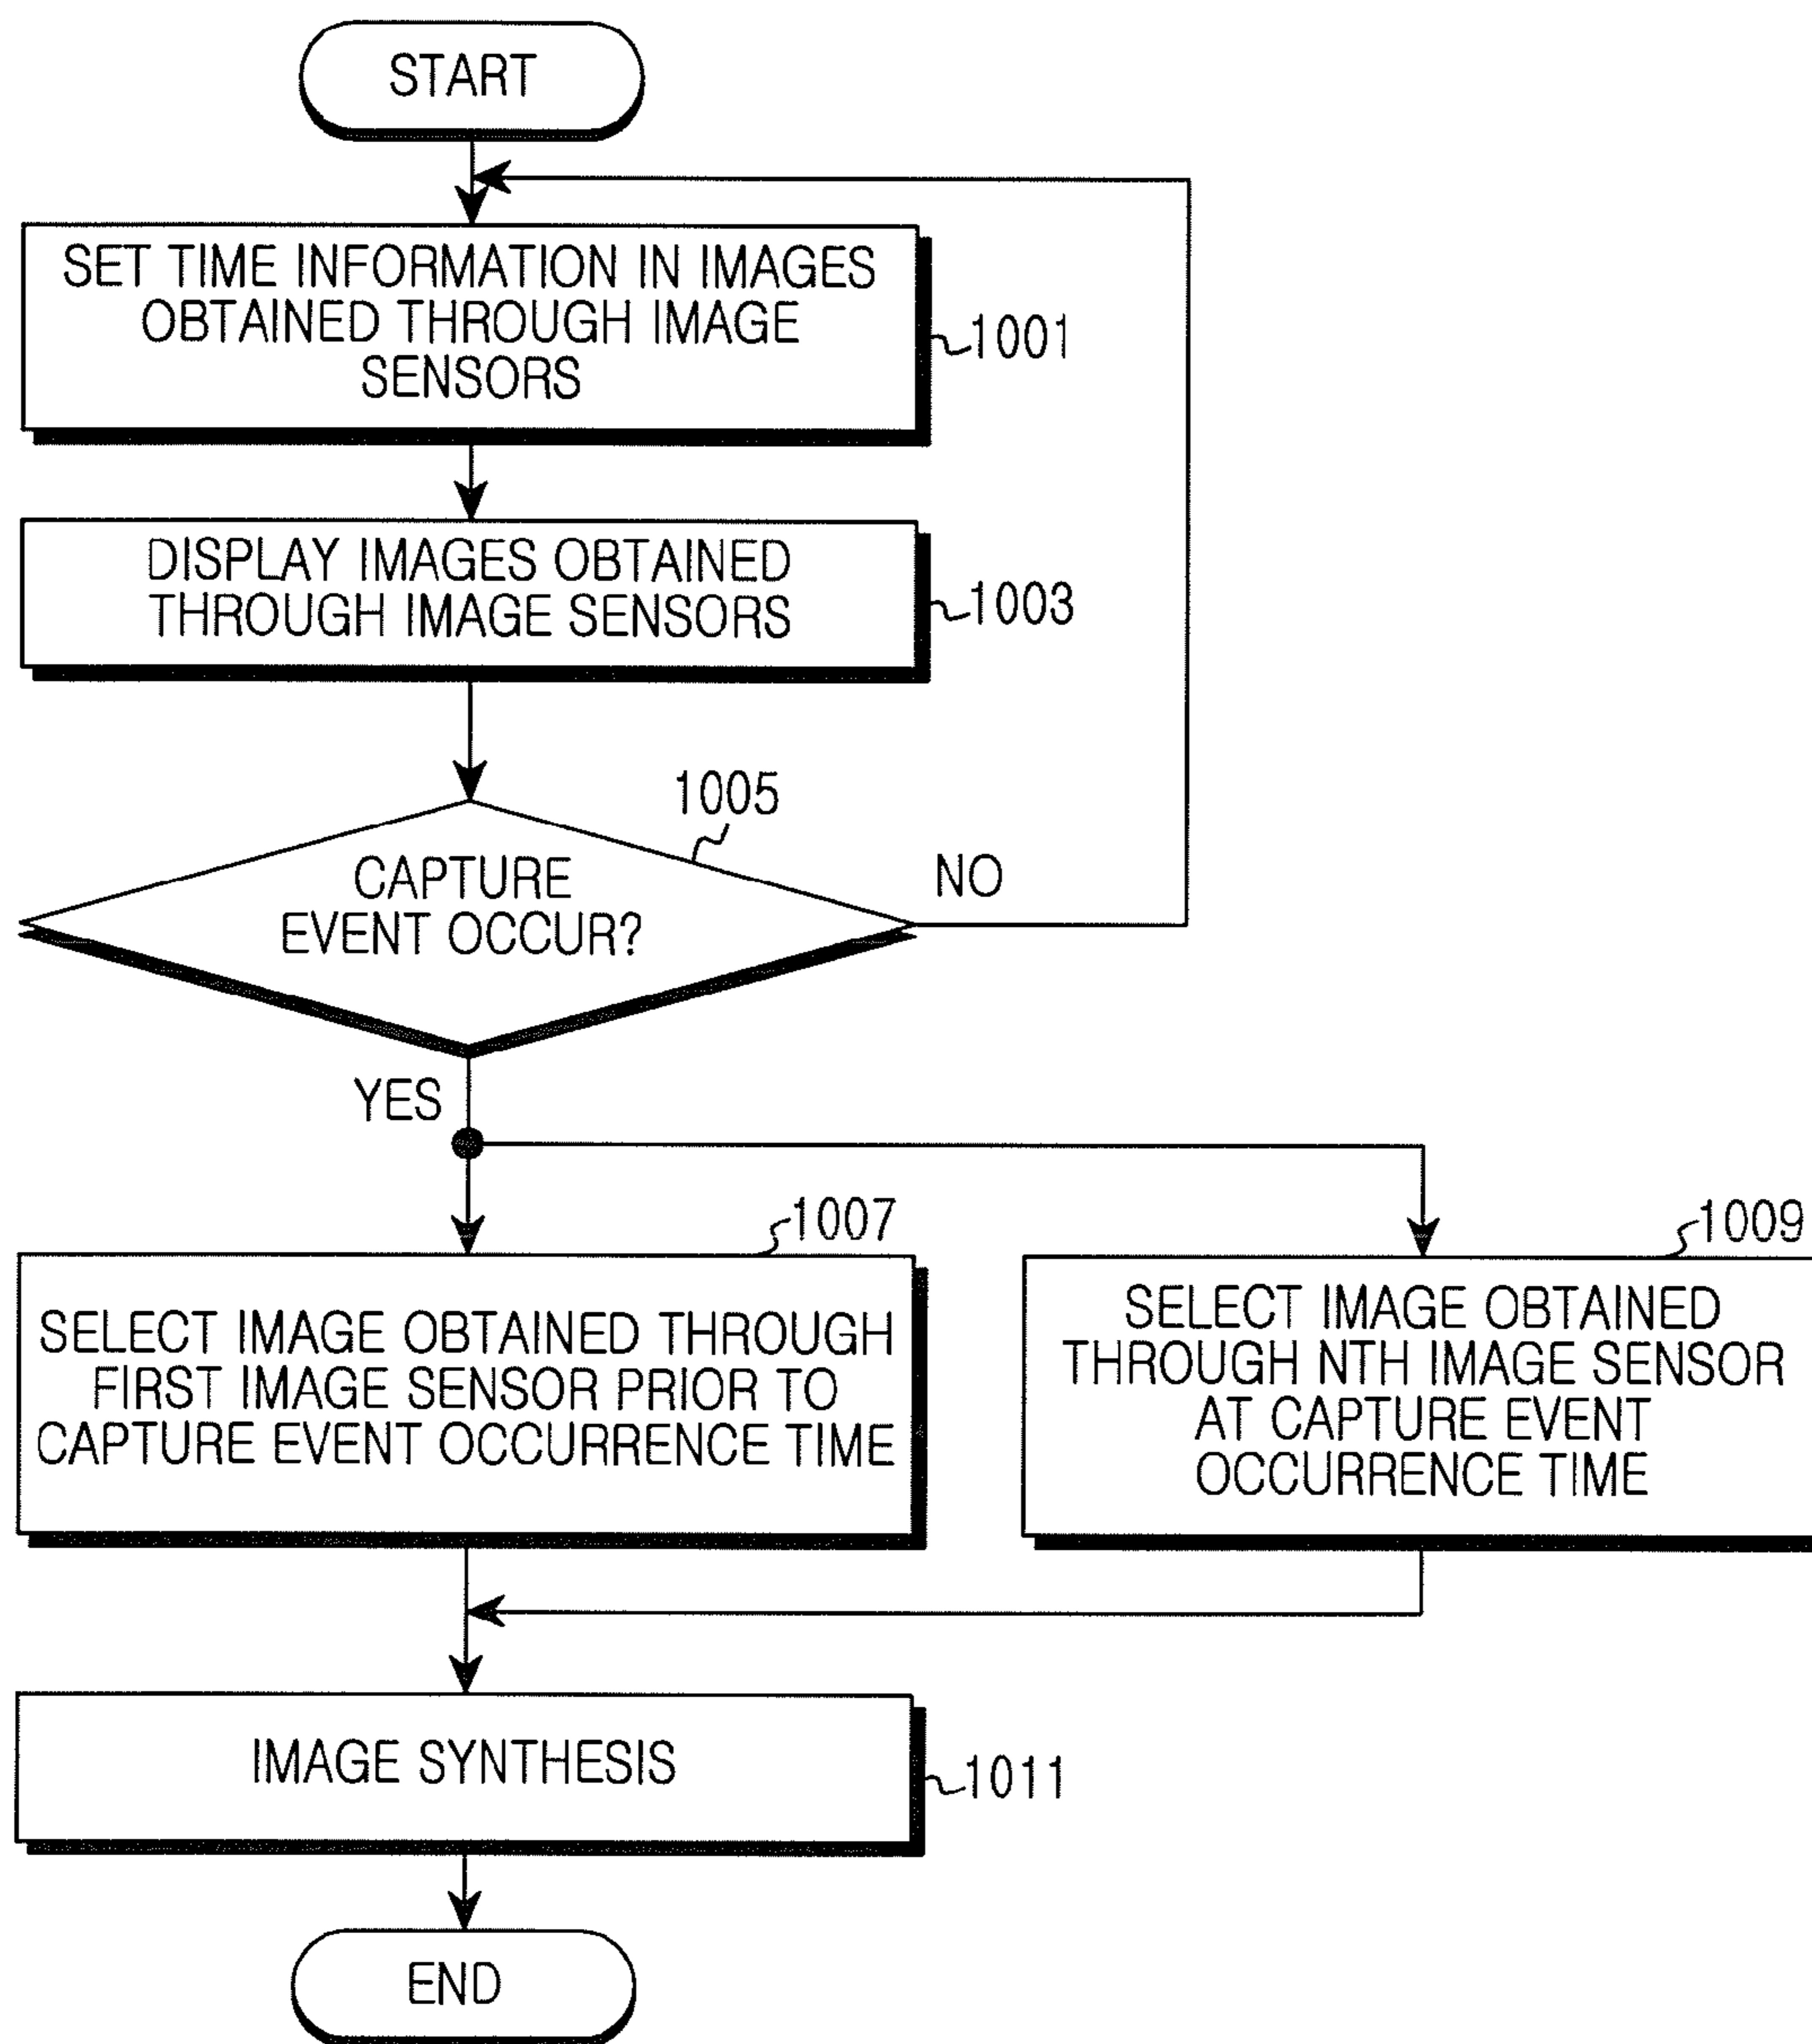 START
SET TIME INFORMATION IN IMAGES
OBTAINED THROUGH IMAGE
SENSORS
1001
DISPLAY IMAGES OBTAINED
THROUGH IMAGE SENSORS
1003
1005
CAPTURE
EVENT OCCUR?
NO
YES
1007
SELECT IMAGE OBTAINED THROUGH
FIRST IMAGE SENSOR PRIOR TO
CAPTURE EVENT OCCURRENCE TIME
1009
SELECT IMAGE OBTAINED
THROUGH NTH IMAGE SENSOR
AT CAPTURE EVENT
OCCURRENCE TIME
IMAGE SYNTHESIS
1011
END